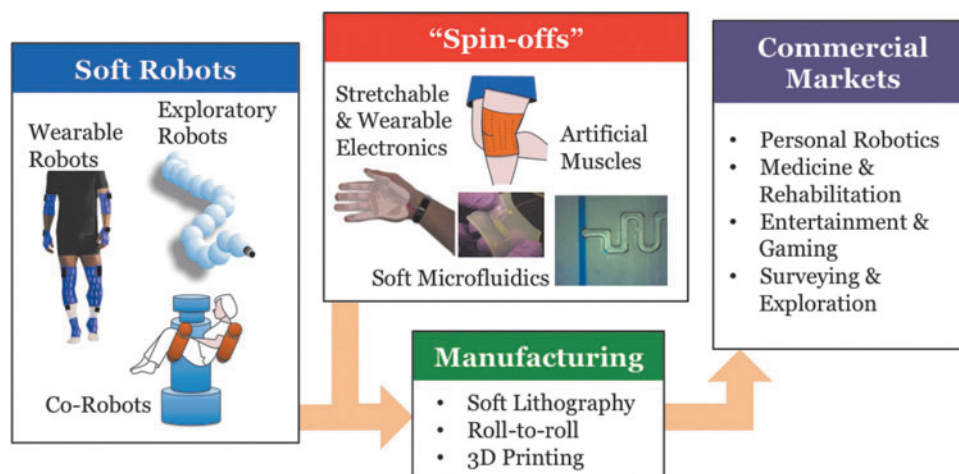 Soft Robots
Wearable
Robots
Exploratory
Robots
Co-Robots
“Spin-offs”
Stretchable
& Wearable
Electronics
Artificial
Muscles
Soft Microfluidics
Manufacturing
• Soft Lithography
• Roll-to-roll
• 3D Printing
Commercial
Markets
• Personal Robotics
• Medicine &
Rehabilitation
• Entertainment &
Gaming
• Surveying &
Exploration